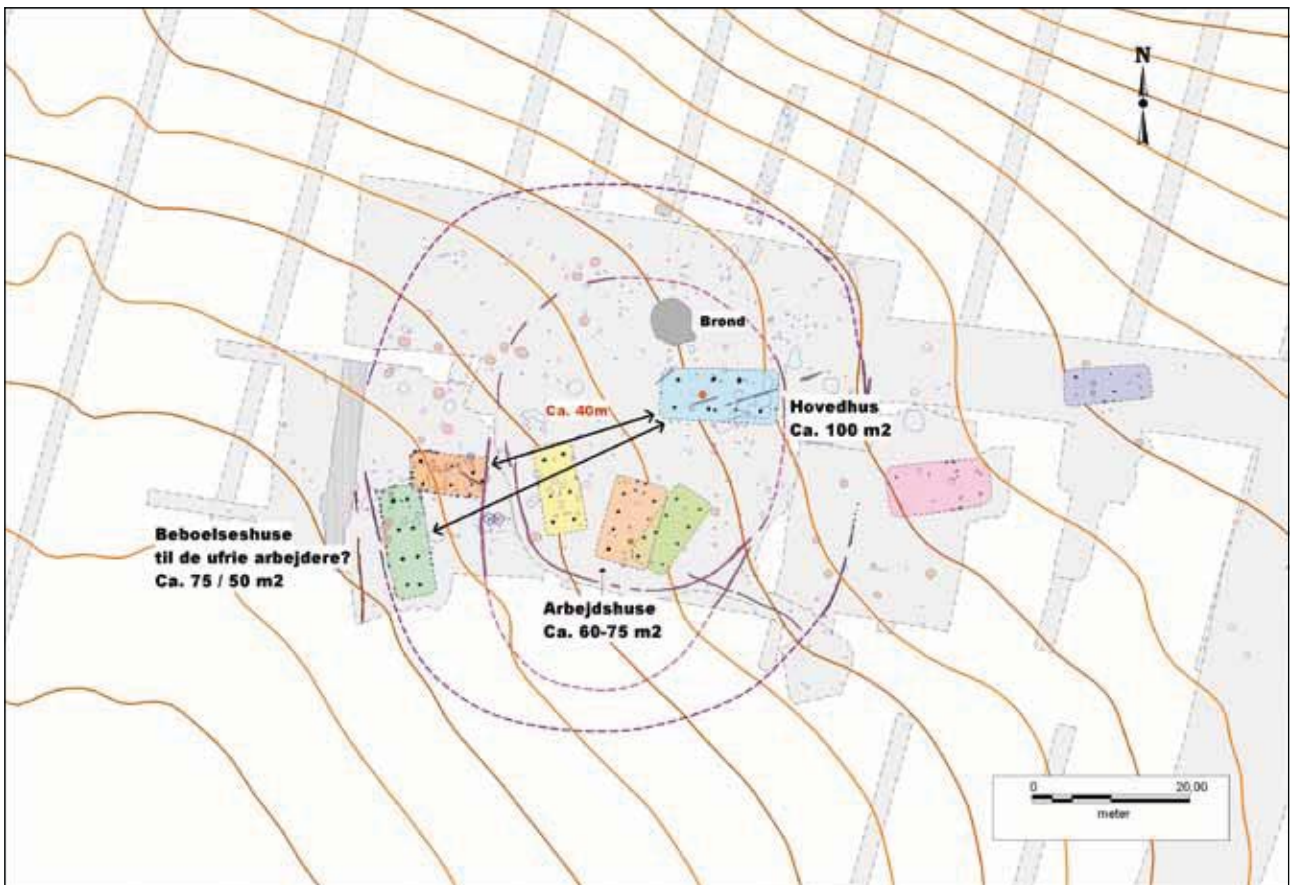 N
Brond
Ca. 40m
Hovedhus
Ca. 100 m2
Beboelseshuse
til de ufrie arbejdere?
Ca. 75 / 50 m2
Arbejdshuse
Ca. 60-75 m2
0 20,00
meter